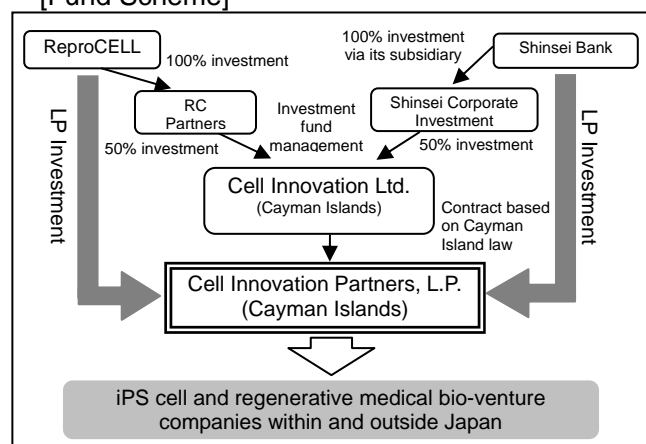 [Fund Scheme]
ReproCELL
100% investment
100% investment
via its subsidiary
Shinsei Bank
LP Investment
RC
Partners
Investment
fund
management
Shinsei Corporate
Investment
LP Investment
50% investment
50% investment
Cell Innovation Ltd.
(Cayman Islands)
Contract based
on Cayman
Island law
Cell Innovation Partners, L.P.
(Cayman Islands)
iPS cell and regenerative medical bio-venture
companies within and outside Japan